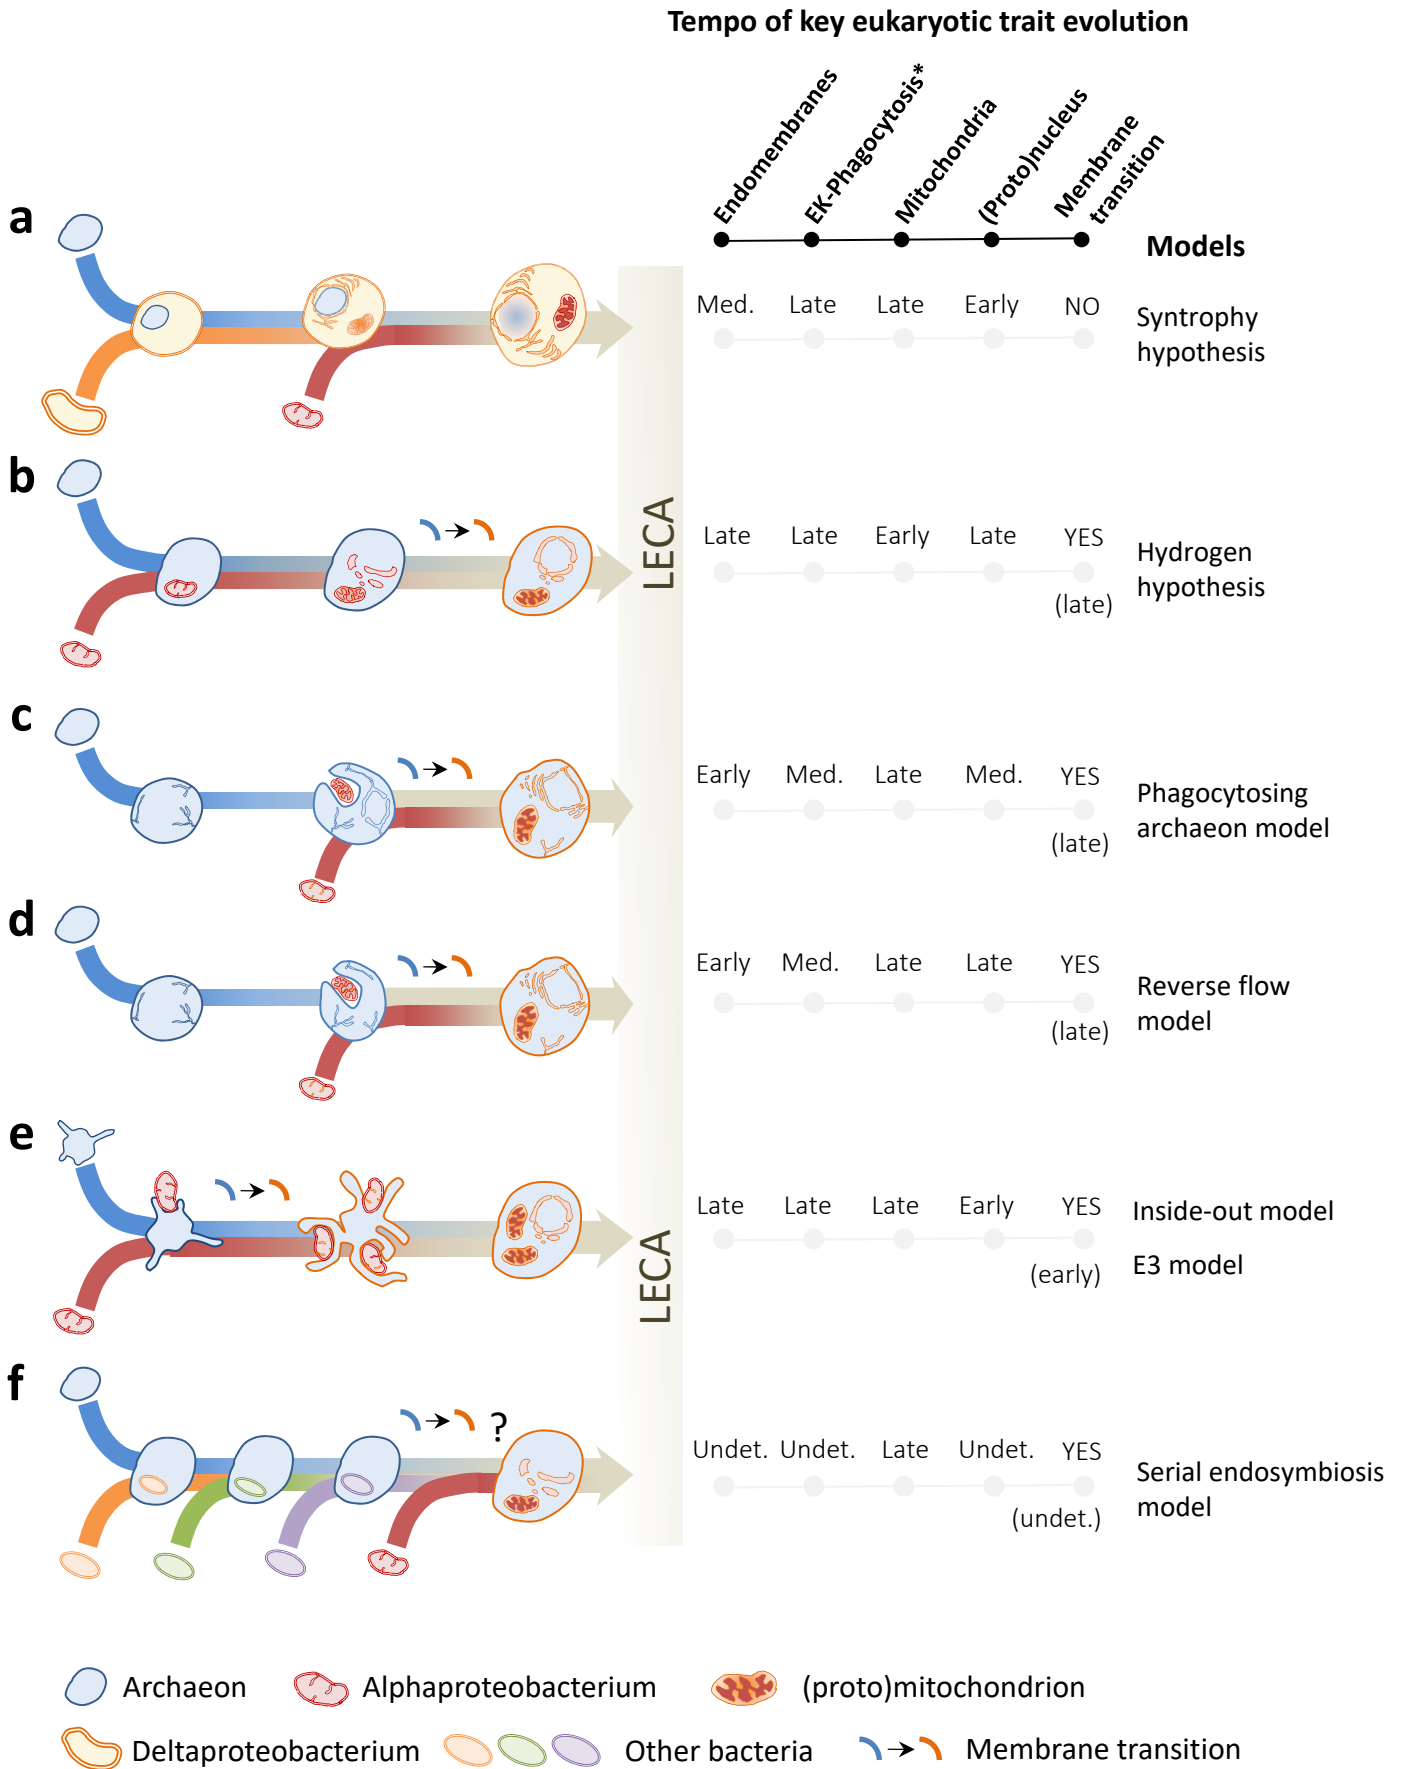 Tempo of key eukaryotic trait evolution
Endomembranes
EK-Phagocytosis*
Mitochondria
(Proto)nucleus
Membrane
transition
Models
a
Med.
Late
Late
Early
NO
Syntrophy
hypothesis
b
Late
Late
Early
Late
YES
(late)
Hydrogen
hypothesis
LECA
c
Early
Med.
Late
Med.
YES
(late)
Phagocytosing
archaeon model
d
Early
Med.
Late
Late
YES
(late)
Reverse flow
model
e
Late
Late
Late
Early
YES
(early)
Inside-out model
E3 model
LECA
f
?
Undet.
Undet.
Late
Undet.
YES
(undet.)
Serial endosymbiosis
model
Archaeon
Alphaproteobacterium
(proto)mitochondrion
Deltaproteobacterium
Other bacteria
Membrane transition